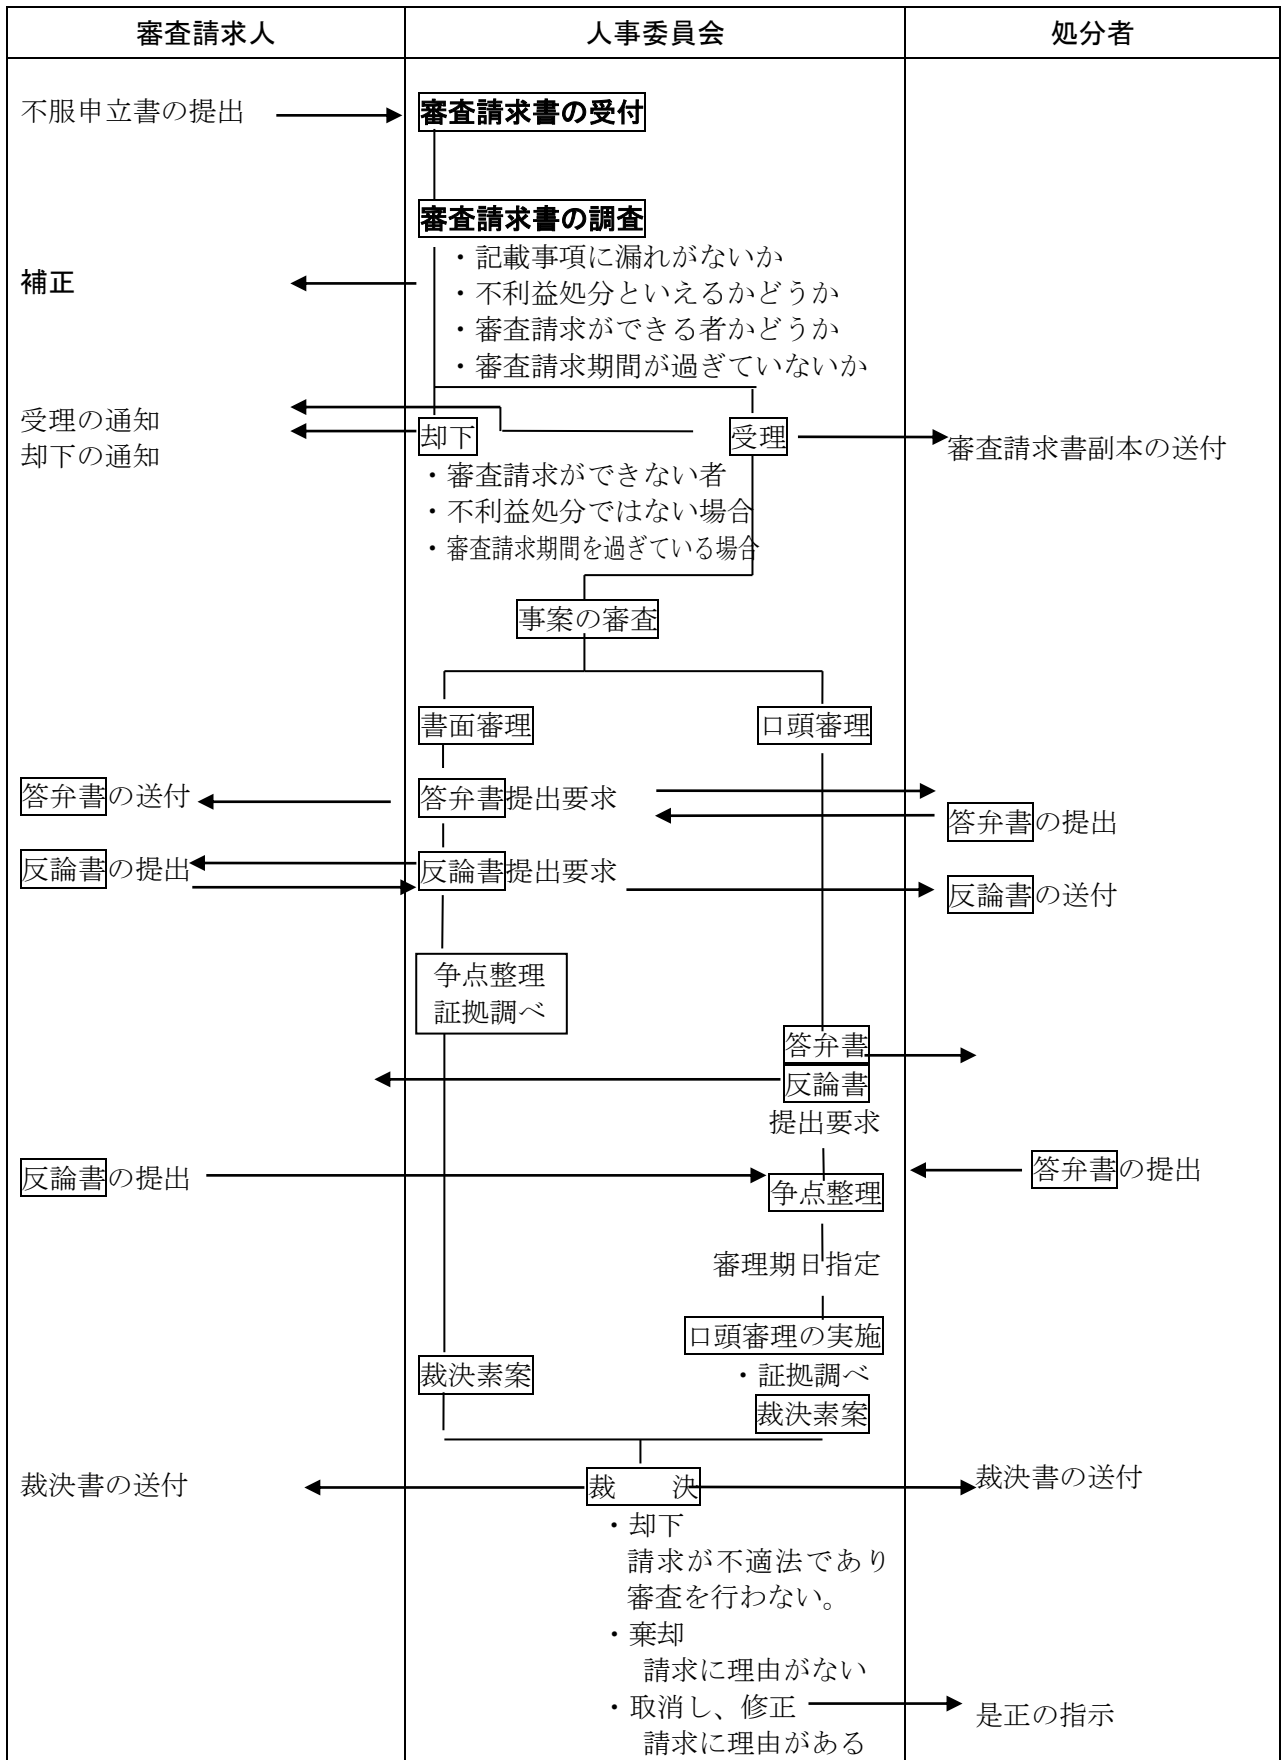 審査請求人
人事委員会
処分者
不服申立書の提出
審査請求書の受付
審査請求書の調査
・記載事項に漏れがないか
補正
・不利益処分といえるかどうか
・審査請求ができる者かどうか
・審査請求期間が過ぎていないか
受理の通知
却下の通知
却下
受理
審査請求書副本の送付
・審査請求ができない者
・不利益処分ではない場合
・審査請求期間を過ぎている場合
事案の審査
書面審理
口頭審理
答弁書の送付
答弁書提出要求
答弁書の提出
反論書の提出
反論書提出要求
反論書の送付
争点整理
証拠調べ
答弁書
反論書
提出要求
反論書の提出
答弁書の提出
争点整理
審理期日指定
口頭審理の実施
裁決素案
・証拠調べ
裁決素案
裁決書の送付
裁　　決
裁決書の送付
・却下
請求が不適法であり
審査を行わない。
・棄却
請求に理由がない
・取消し、修正
是正の指示
請求に理由がある